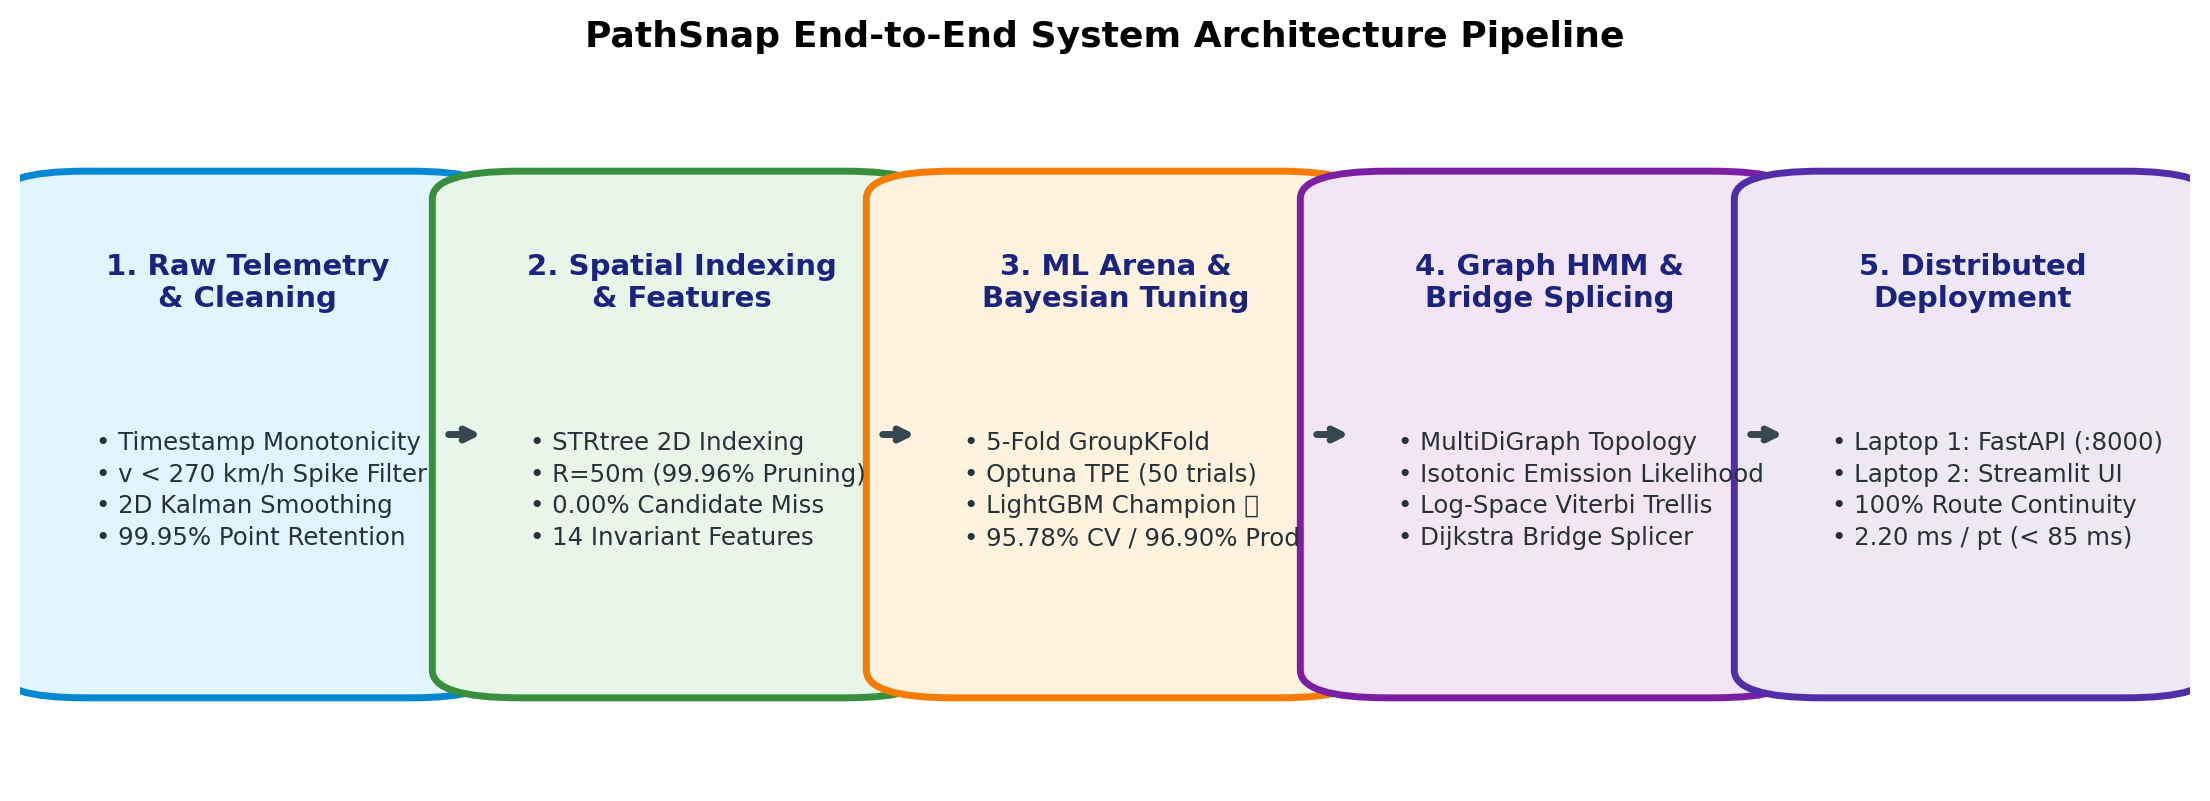 PathSnap End-to-End System Architecture Pipeline
1. Raw Telemetry
& Cleaning
• Timestamp Monotonicity
• v < 270 km/h Spike Filter
• 2D Kalman Smoothing
• 99.95% Point Retention
2. Spatial Indexing
& Features
• STRtree 2D Indexing
• R=50m (99.96% Pruning)
• 0.00% Candidate Miss
• 14 Invariant Features
3. ML Arena &
Bayesian Tuning
• 5-Fold GroupKFold
• Optuna TPE (50 trials)
• LightGBM Champion
• 95.78% CV / 96.90% Prod
4. Graph HMM &
Bridge Splicing
• MultiDiGraph Topology
• Isotonic Emission Likelihood
• Log-Space Viterbi Trellis
• Dijkstra Bridge Splicer
5. Distributed
Deployment
• Laptop 1: FastAPI (:8000)
• Laptop 2: Streamlit UI
• 100% Route Continuity
• 2.20 ms / pt (< 85 ms)